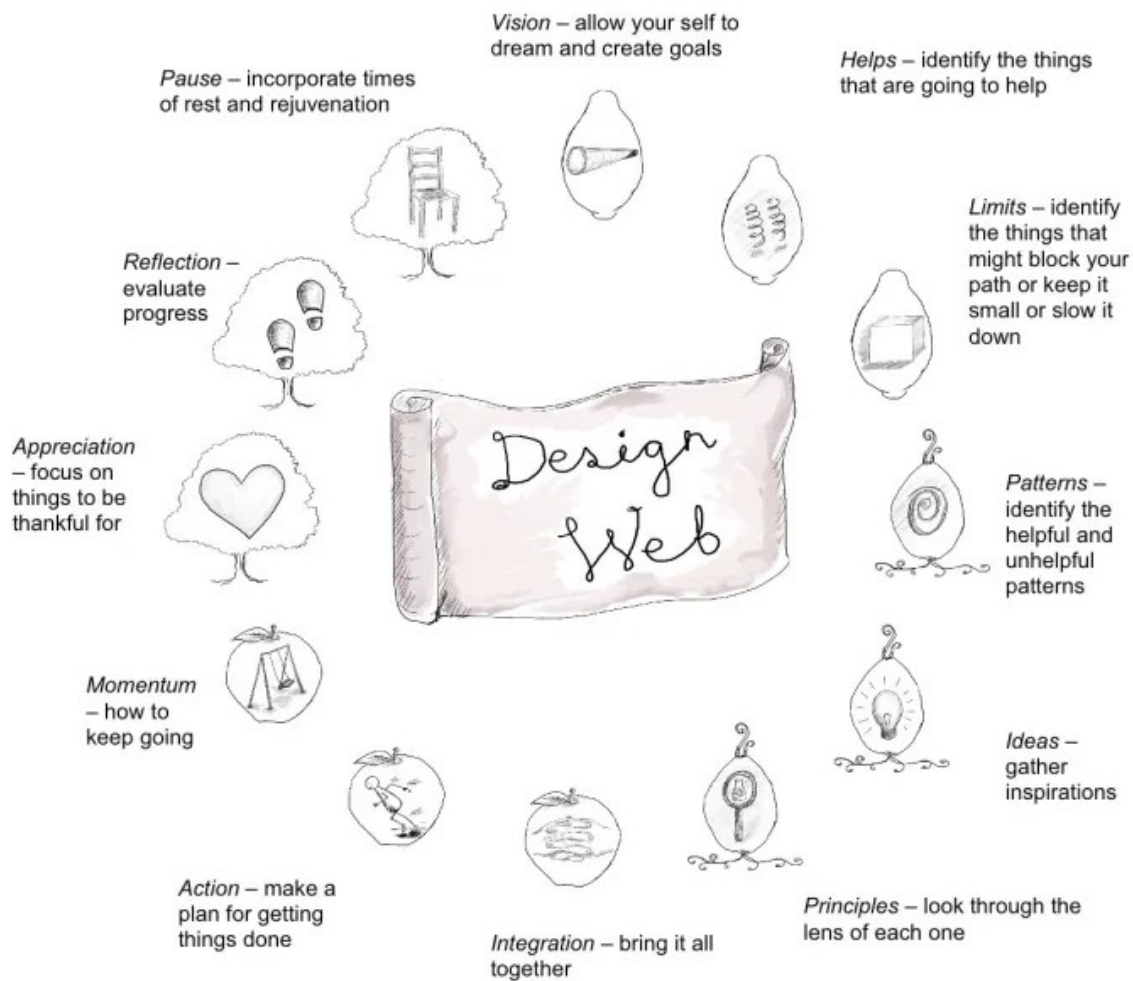 Vision – allow your self to
dream and create goals
Helps – identify the things
that are going to help
Limits – identify
the things that
might block your
path or keep it
small or slow it
down
Patterns –
identify the
helpful and
unhelpful
patterns
Ideas –
gather
inspirations
Principles – look through the
lens of each one
Integration – bring it all
together
Action – make a
plan for getting
things done
Momentum
– how to
keep going
Appreciation
– focus on
things to be
thankful for
Reflection –
evaluate
progress
Pause – incorporate times
of rest and rejuvenation
Design
Web